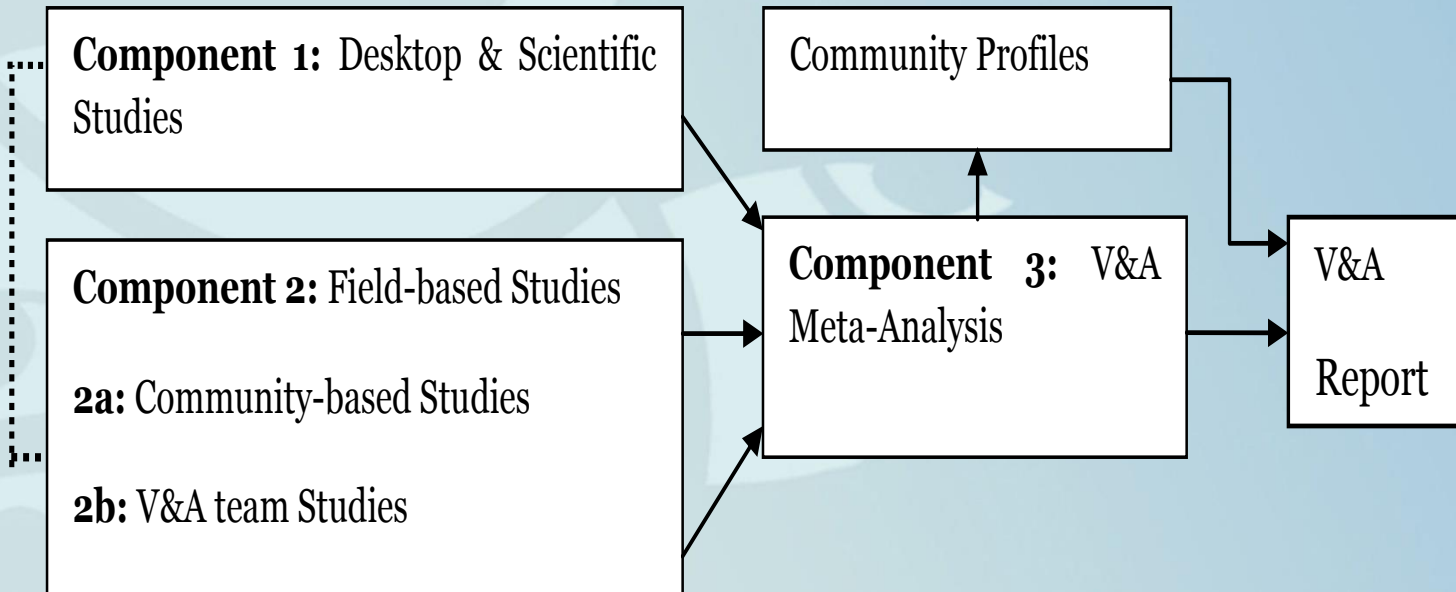 Component 1: Desktop & Scientific
Studies
Component 2: Field-based Studies
2a: Community-based Studies
2b: V&A team Studies
Community Profiles
Component 3: V&A
Meta-Analysis
V&A
Report